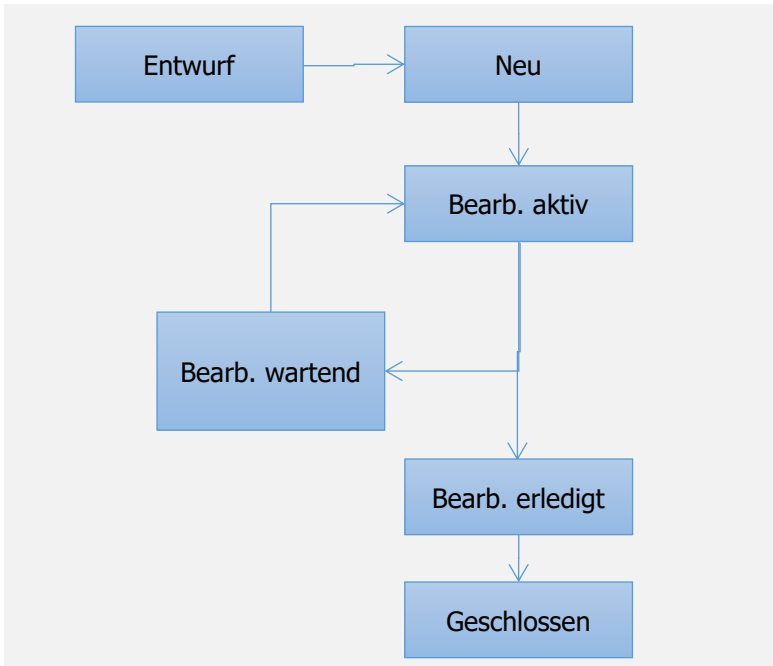 Entwurf
Neu
Bearb. aktiv
Bearb. wartend
Bearb. erledigt
Geschlossen